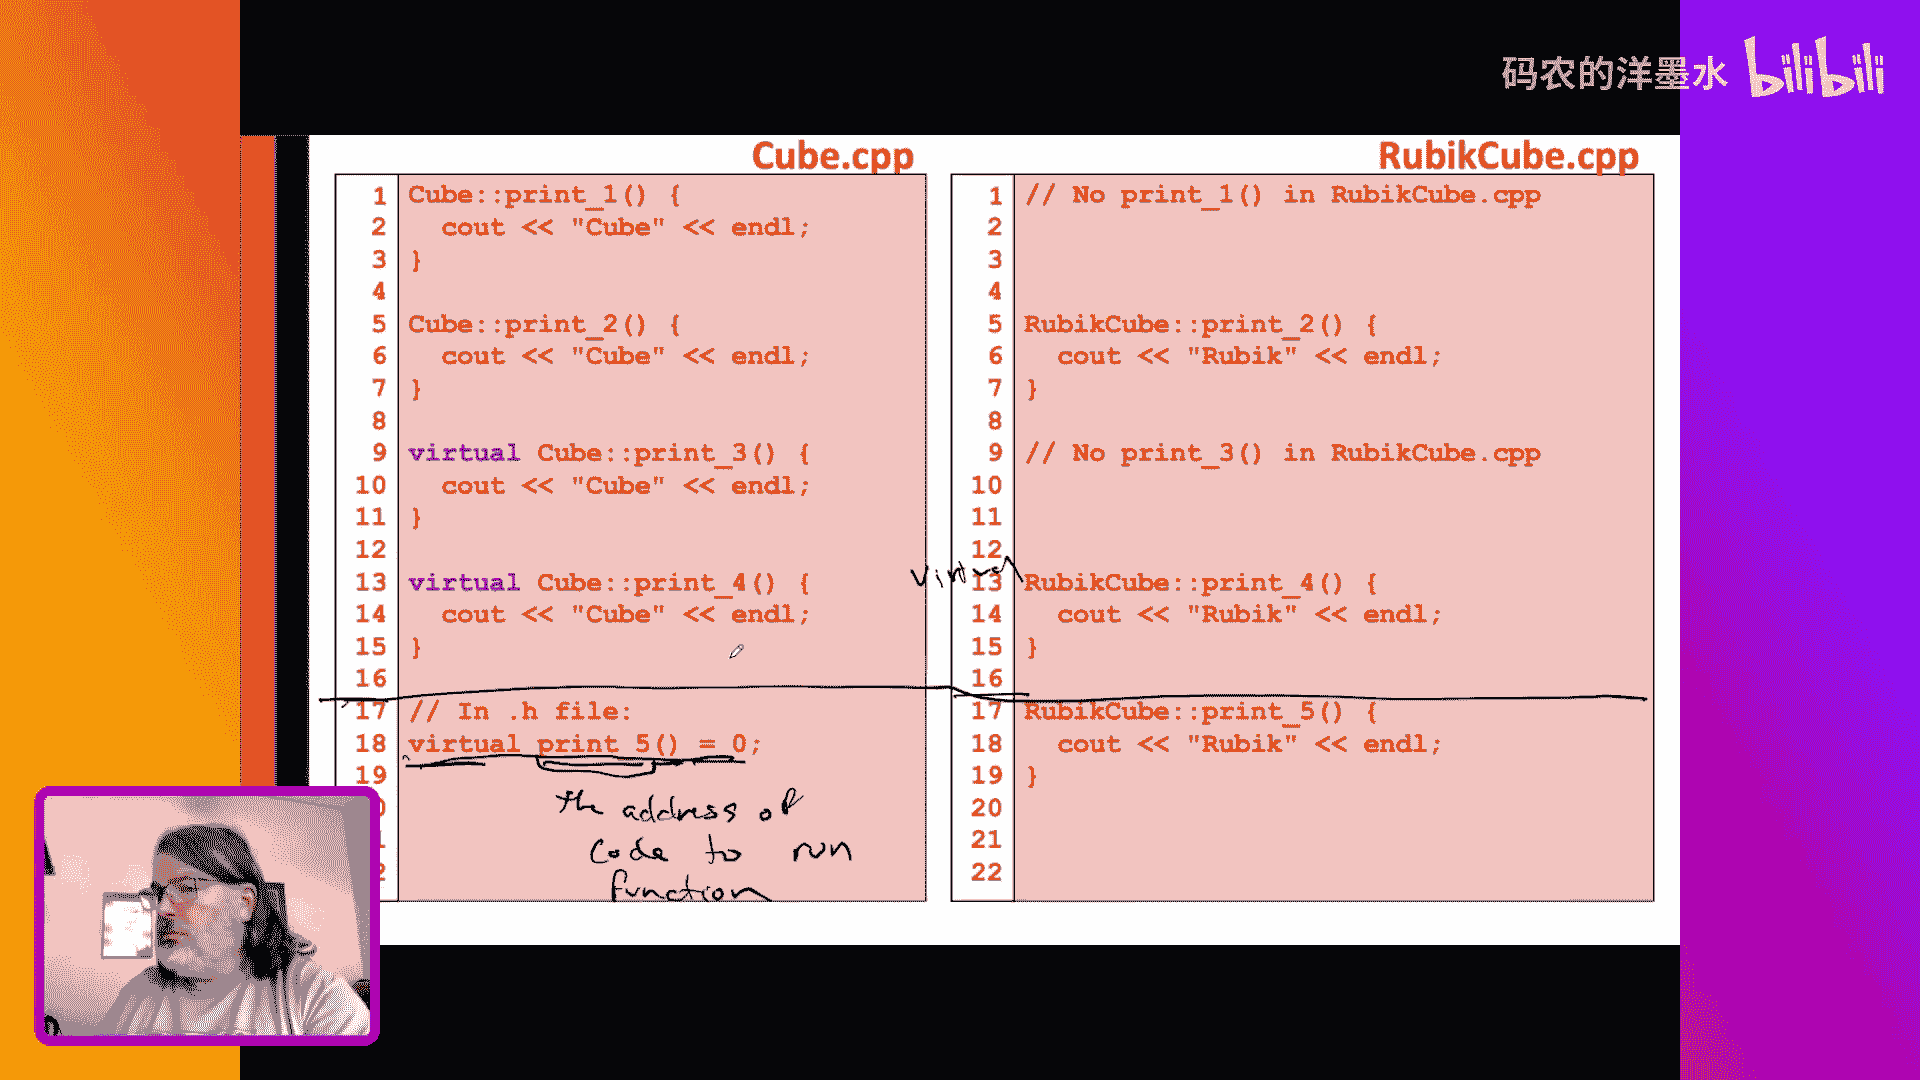 码农的洋墨水 bilibili
Cube.cpp
1 Cube::print_1() {
2 cout << "Cube" << endl;
3 }
4
5 Cube::print_2() {
6 cout << "Cube" << endl;
7 }
8
9 virtual Cube::print_3() {
10 cout << "Cube" << endl;
11 }
12
13 virtual Cube::print_4() {
14 cout << "Cube" << endl;
15 }
16
17 // In .h file:
18 virtual print_5() = 0;
19
the address of
code to run
function
RubikCube.cpp
1 // No print_1() in RubikCube.cpp
2
3
4
5 RubikCube::print_2() {
6 cout << "Rubik" << endl;
7 }
8
9 // No print_3() in RubikCube.cpp
10
11
12
virtual
13 RubikCube::print_4() {
14 cout << "Rubik" << endl;
15 }
16
17 RubikCube::print_5() {
18 cout << "Rubik" << endl;
19 }
20
21
22